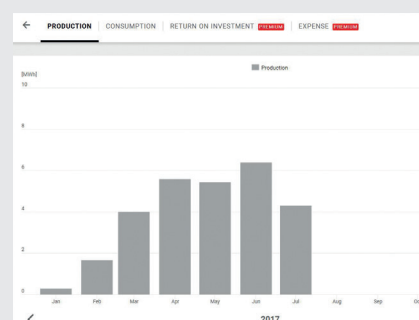 PRODUCTION CONSUMPTION RETURN ON INVESTMENT PREMIUM EXPENSE PREMIUM
Production
[MWh]
10
8
6
4
2
0
Jan Feb Mar Apr May Jun Jul Aug Sep
2017